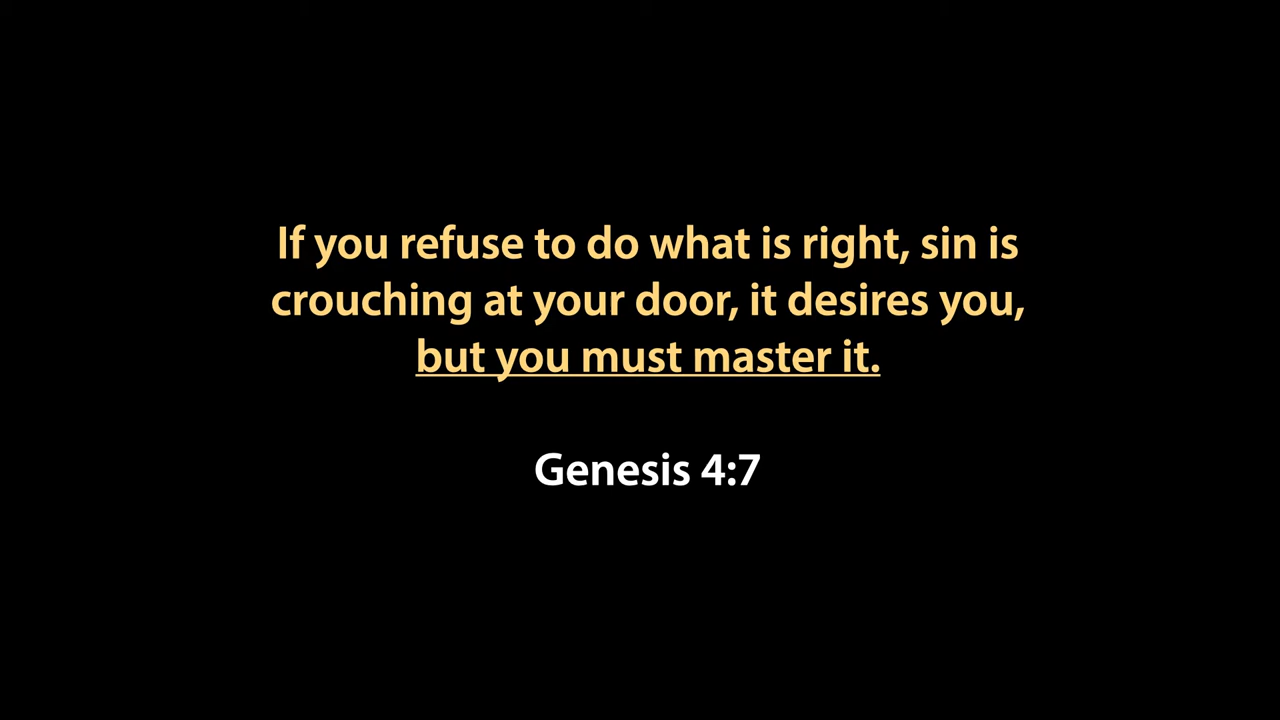 If you refuse to do what is right, sin is
crouching at your door, it desires you,
but you must master it.
Genesis 4:7